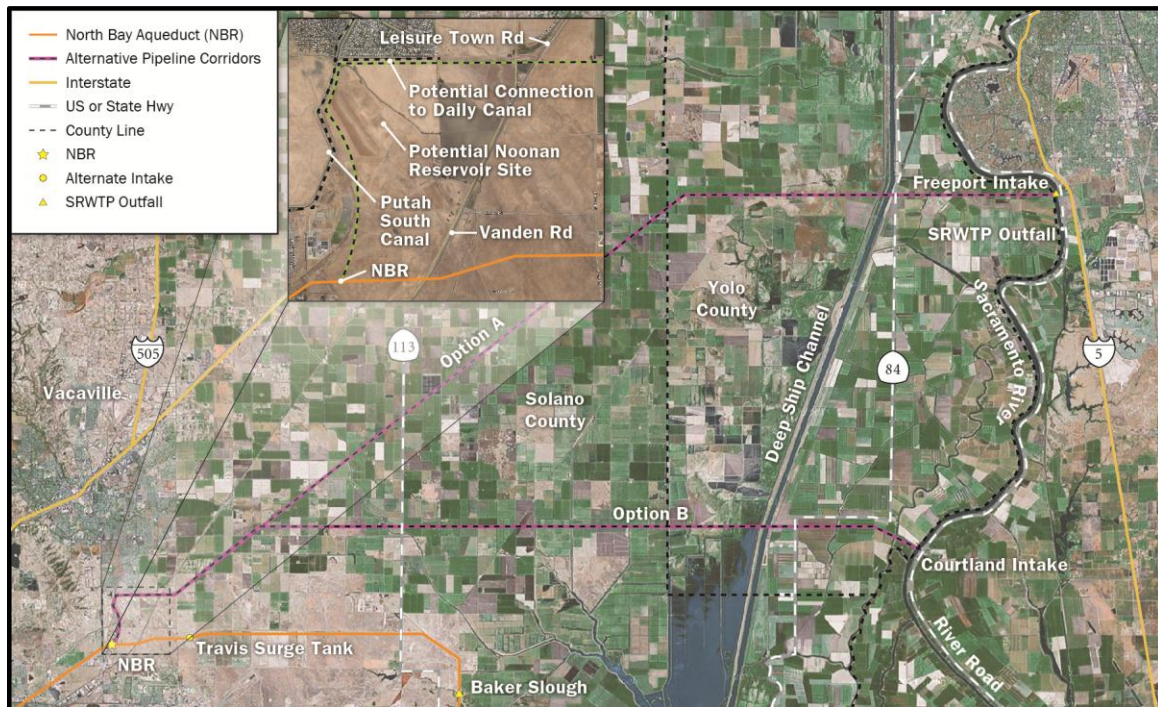 North Bay Aqueduct (NBR)
Alternative Pipeline Corridors
Interstate
US or State Hwy
County Line
NBR
Alternate Intake
SRWTP Outfall
Leisure Town Rd
Potential Connection
to Daily Canal
Potential Noonan
Reservoir Site
Putah
South
Canal
Vanden Rd
NBR
Freeport Intake
SRWTP Outfall
Yolo
County
Sacramento River
Option A
113
505
5
84
Deep Ship Channel
Vacaville
Solano
County
Option B
Courtland Intake
Travis Surge Tank
NBR
Baker Slough
River Road